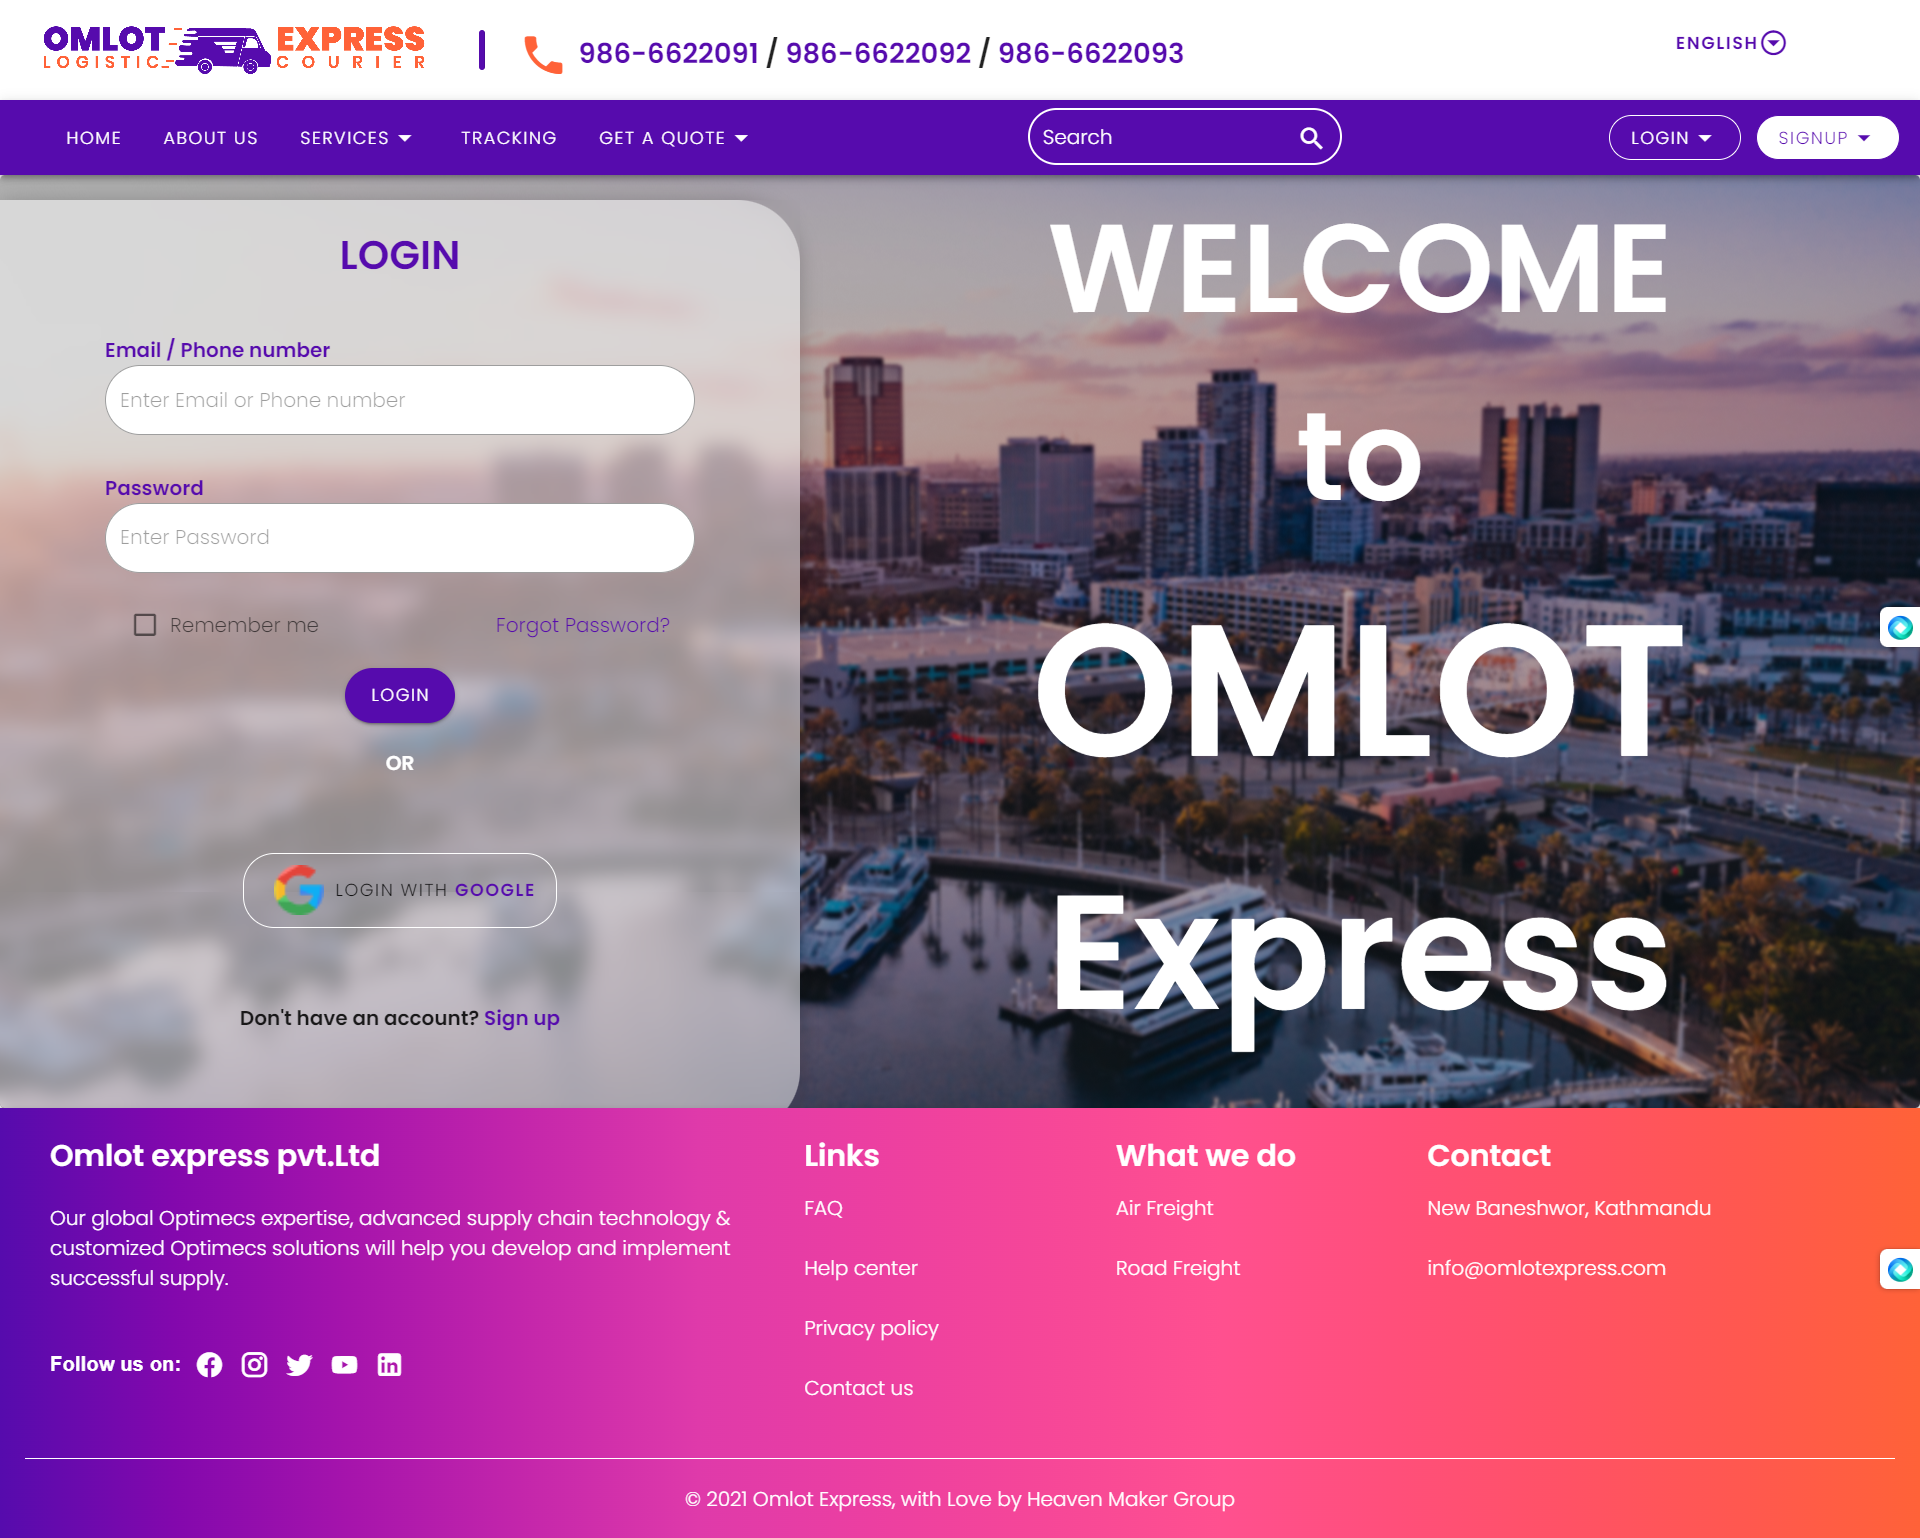 OMLOT EXPRESS
LOGISTIC COURIER
986-6622091 / 986-6622092 / 986-6622093
ENGLISH
HOME ABOUT US SERVICES TRACKING GET A QUOTE Search LOGIN SIGNUP
LOGIN
Email / Phone number
Enter Email or Phone number
Password
Enter Password
Remember me Forgot Password?
LOGIN
OR
LOGIN WITH GOOGLE
Don't have an account? Sign up
WELCOME
to
OMLOT
Express
Omlot express pvt.Ltd
Our global Optimecs expertise, advanced supply chain technology &
customized Optimecs solutions will help you develop and implement
successful supply.
Follow us on:
Links
FAQ
Help center
Privacy policy
Contact us
What we do
Air Freight
Road Freight
Contact
New Baneshwor, Kathmandu
info@omlotexpress.com
© 2021 Omlot Express, with Love by Heaven Maker Group